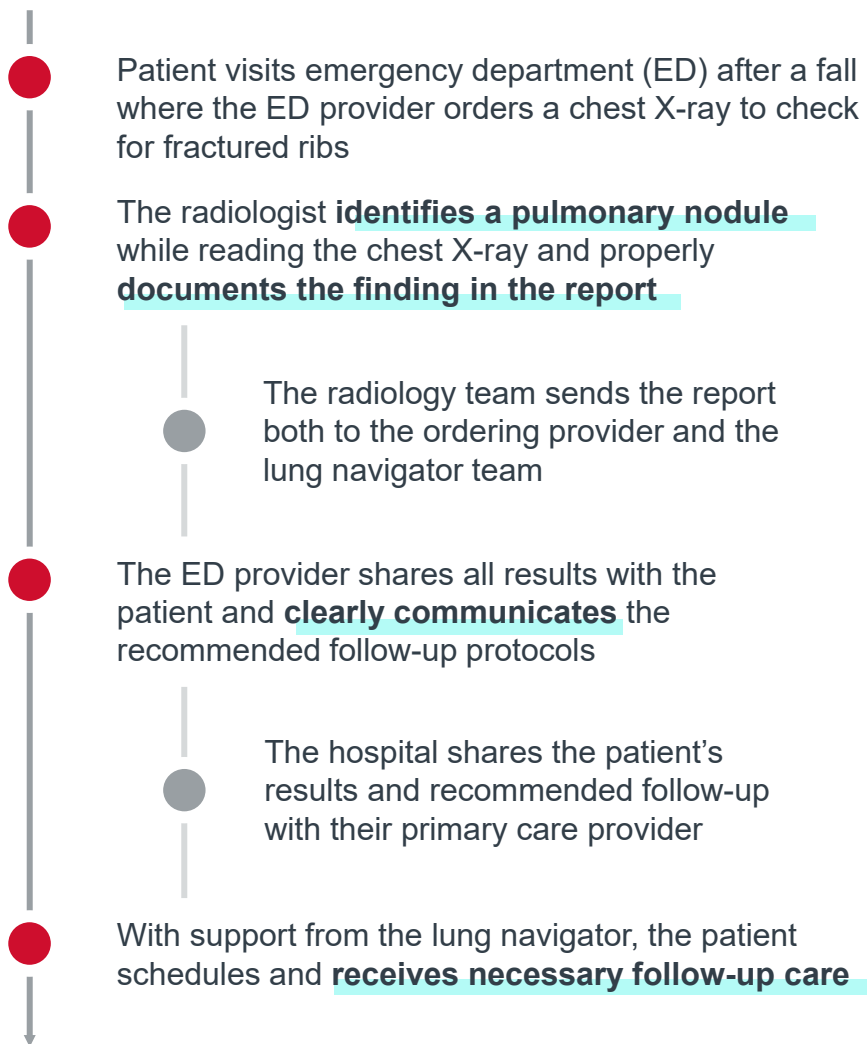 Patient visits emergency department (ED) after a fall
where the ED provider orders a chest X-ray to check
for fractured ribs
The radiologist identifies a pulmonary nodule
while reading the chest X-ray and properly
documents the finding in the report
The radiology team sends the report
both to the ordering provider and the
lung navigator team
The ED provider shares all results with the
patient and clearly communicates the
recommended follow-up protocols
The hospital shares the patient’s
results and recommended follow-up
with their primary care provider
With support from the lung navigator, the patient
schedules and receives necessary follow-up care